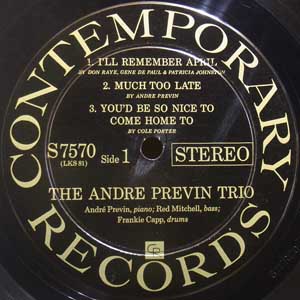 CONTEMPORARY
1. I'LL REMEMBER APRIL
BY DON RAYE, GENE DE PAUL & PATRICIA JOHNSTON
2. MUCH TOO LATE
BY ANDRE PREVIN
3. YOU'D BE SO NICE TO
COME HOME TO
BY COLE PORTER
S7570
(LKS 81)
Side 1
STEREO
THE ANDRE PREVIN TRIO
André Previn, piano; Red Mitchell, bass;
Frankie Capp, drums
CR
RECORDS